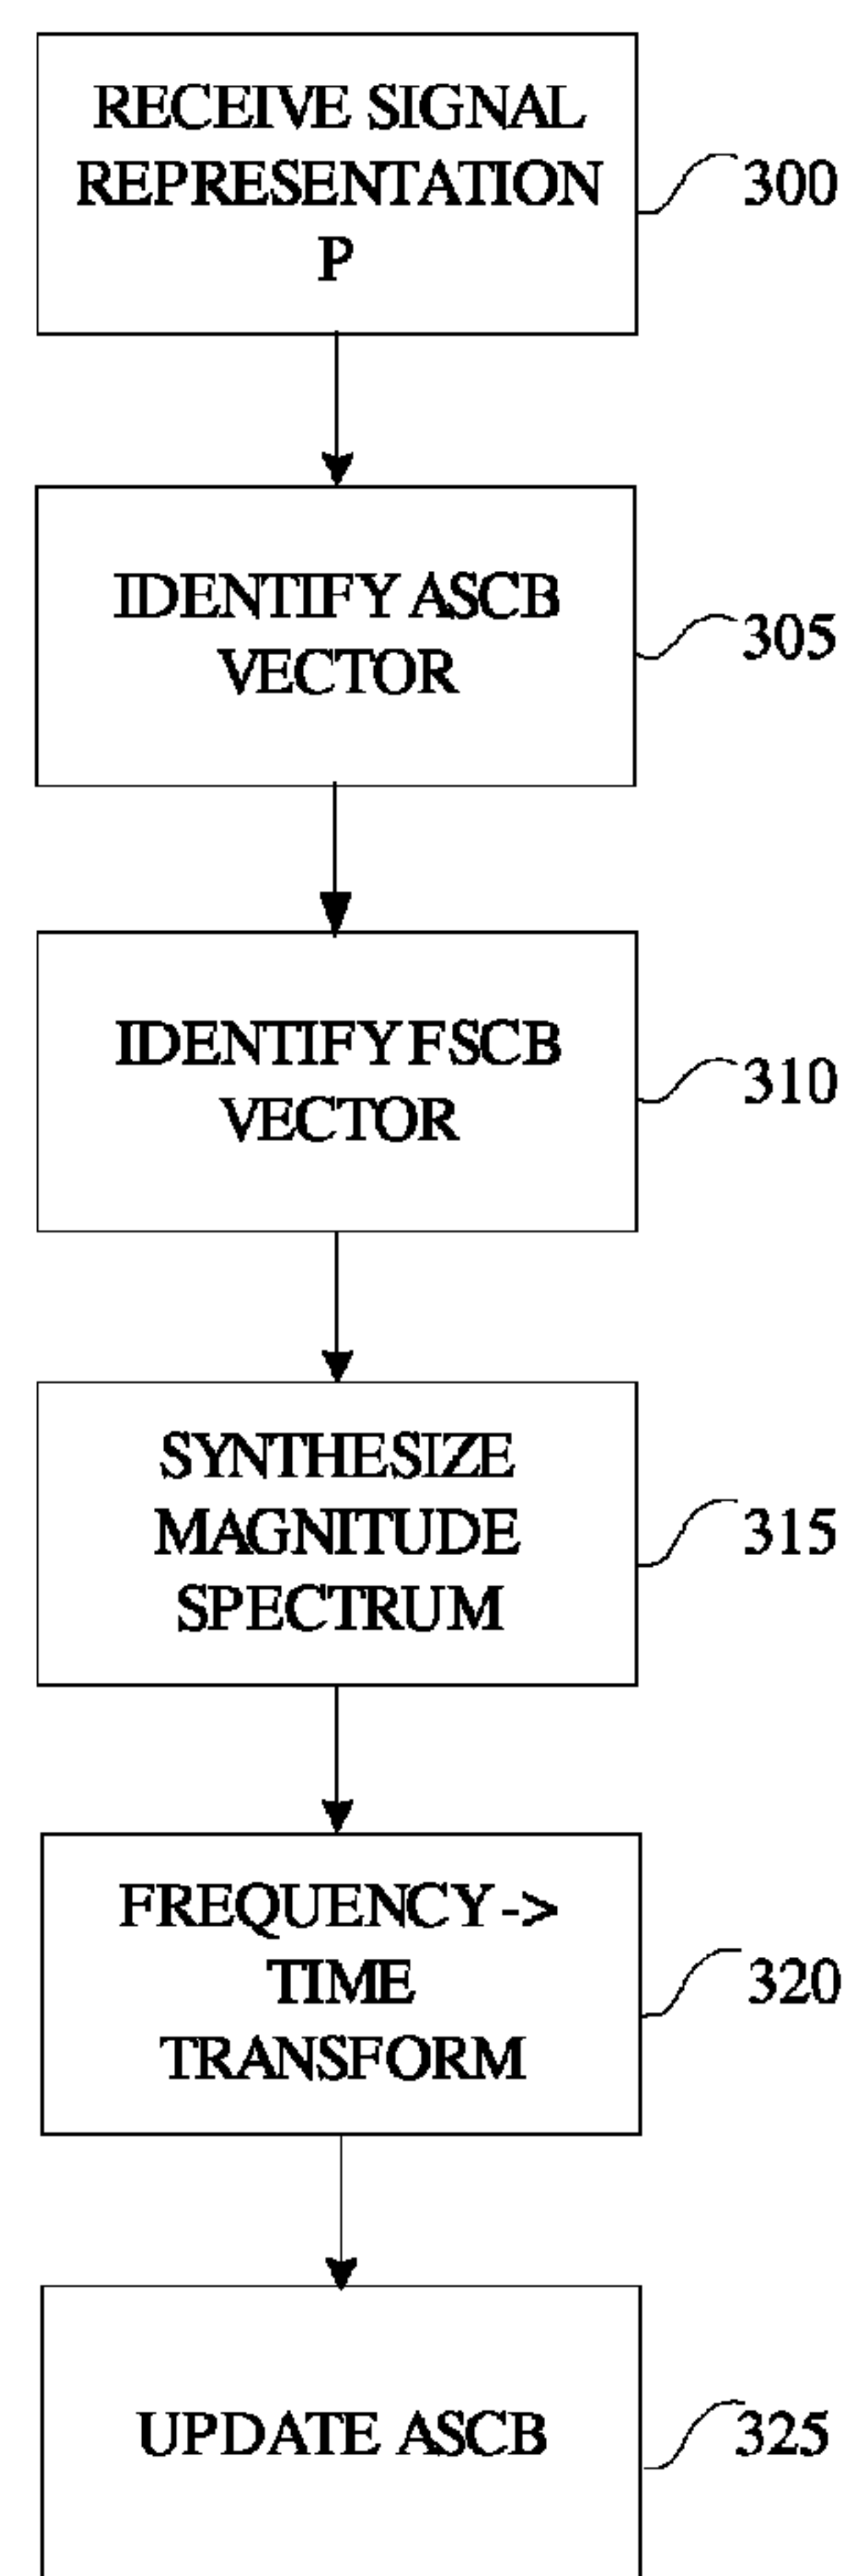 RECEIVE SIGNAL
REPRESENTATION
P
300
IDENTIFY ASCB
VECTOR
305
IDENTIFY FSCB
VECTOR
310
SYNTHESIZE
MAGNITUDE
SPECTRUM
315
FREQUENCY ->
TIME
TRANSFORM
320
UPDATE ASCB
325